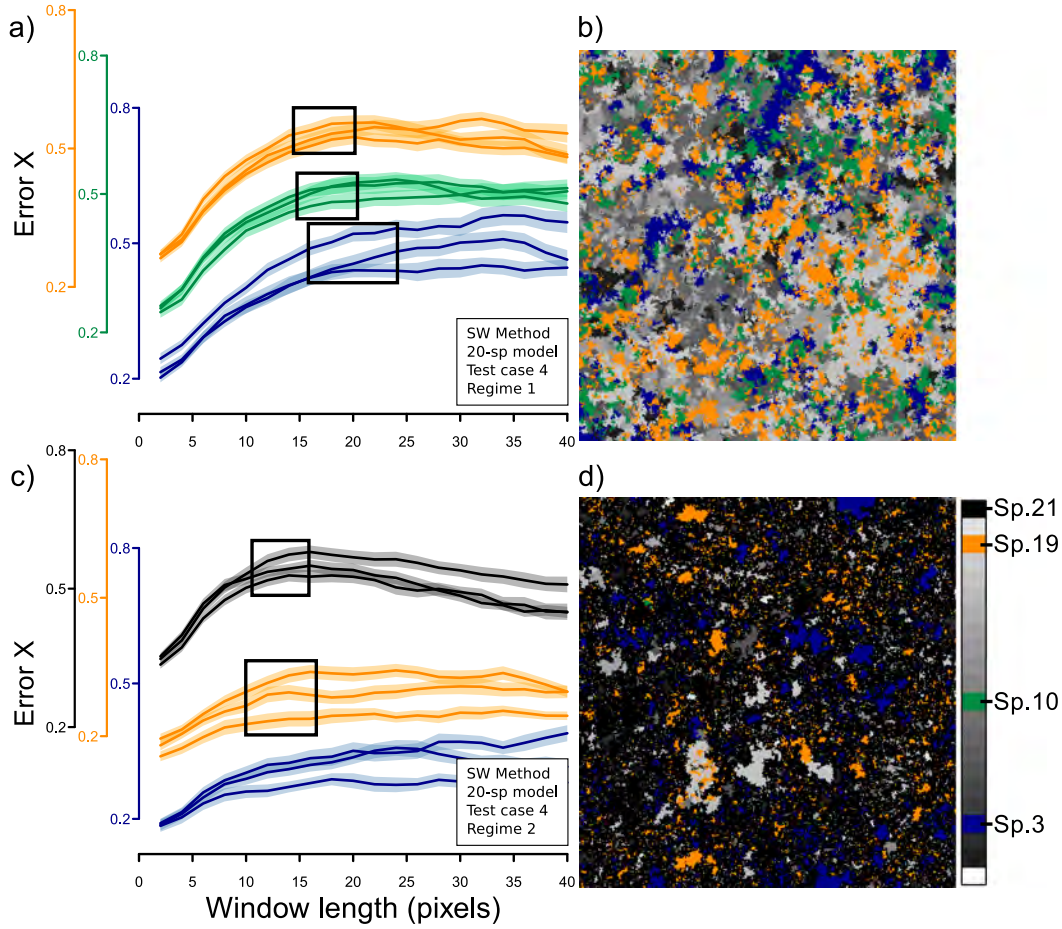 a)
b)
0.8
0.8
0.8
0.5
0.5
0.5
0.2
0.2
0.2
Error X
SW Method
20-sp model
Test case 4
Regime 1
0 5 10 15 20 25 30 35 40
c)
d)
0.8
0.8
0.8
0.5
0.5
0.5
0.2
0.2
0.2
Error X
SW Method
20-sp model
Test case 4
Regime 2
0 5 10 15 20 25 30 35 40
Window length (pixels)
Sp.21
Sp.19
Sp.10
Sp.3